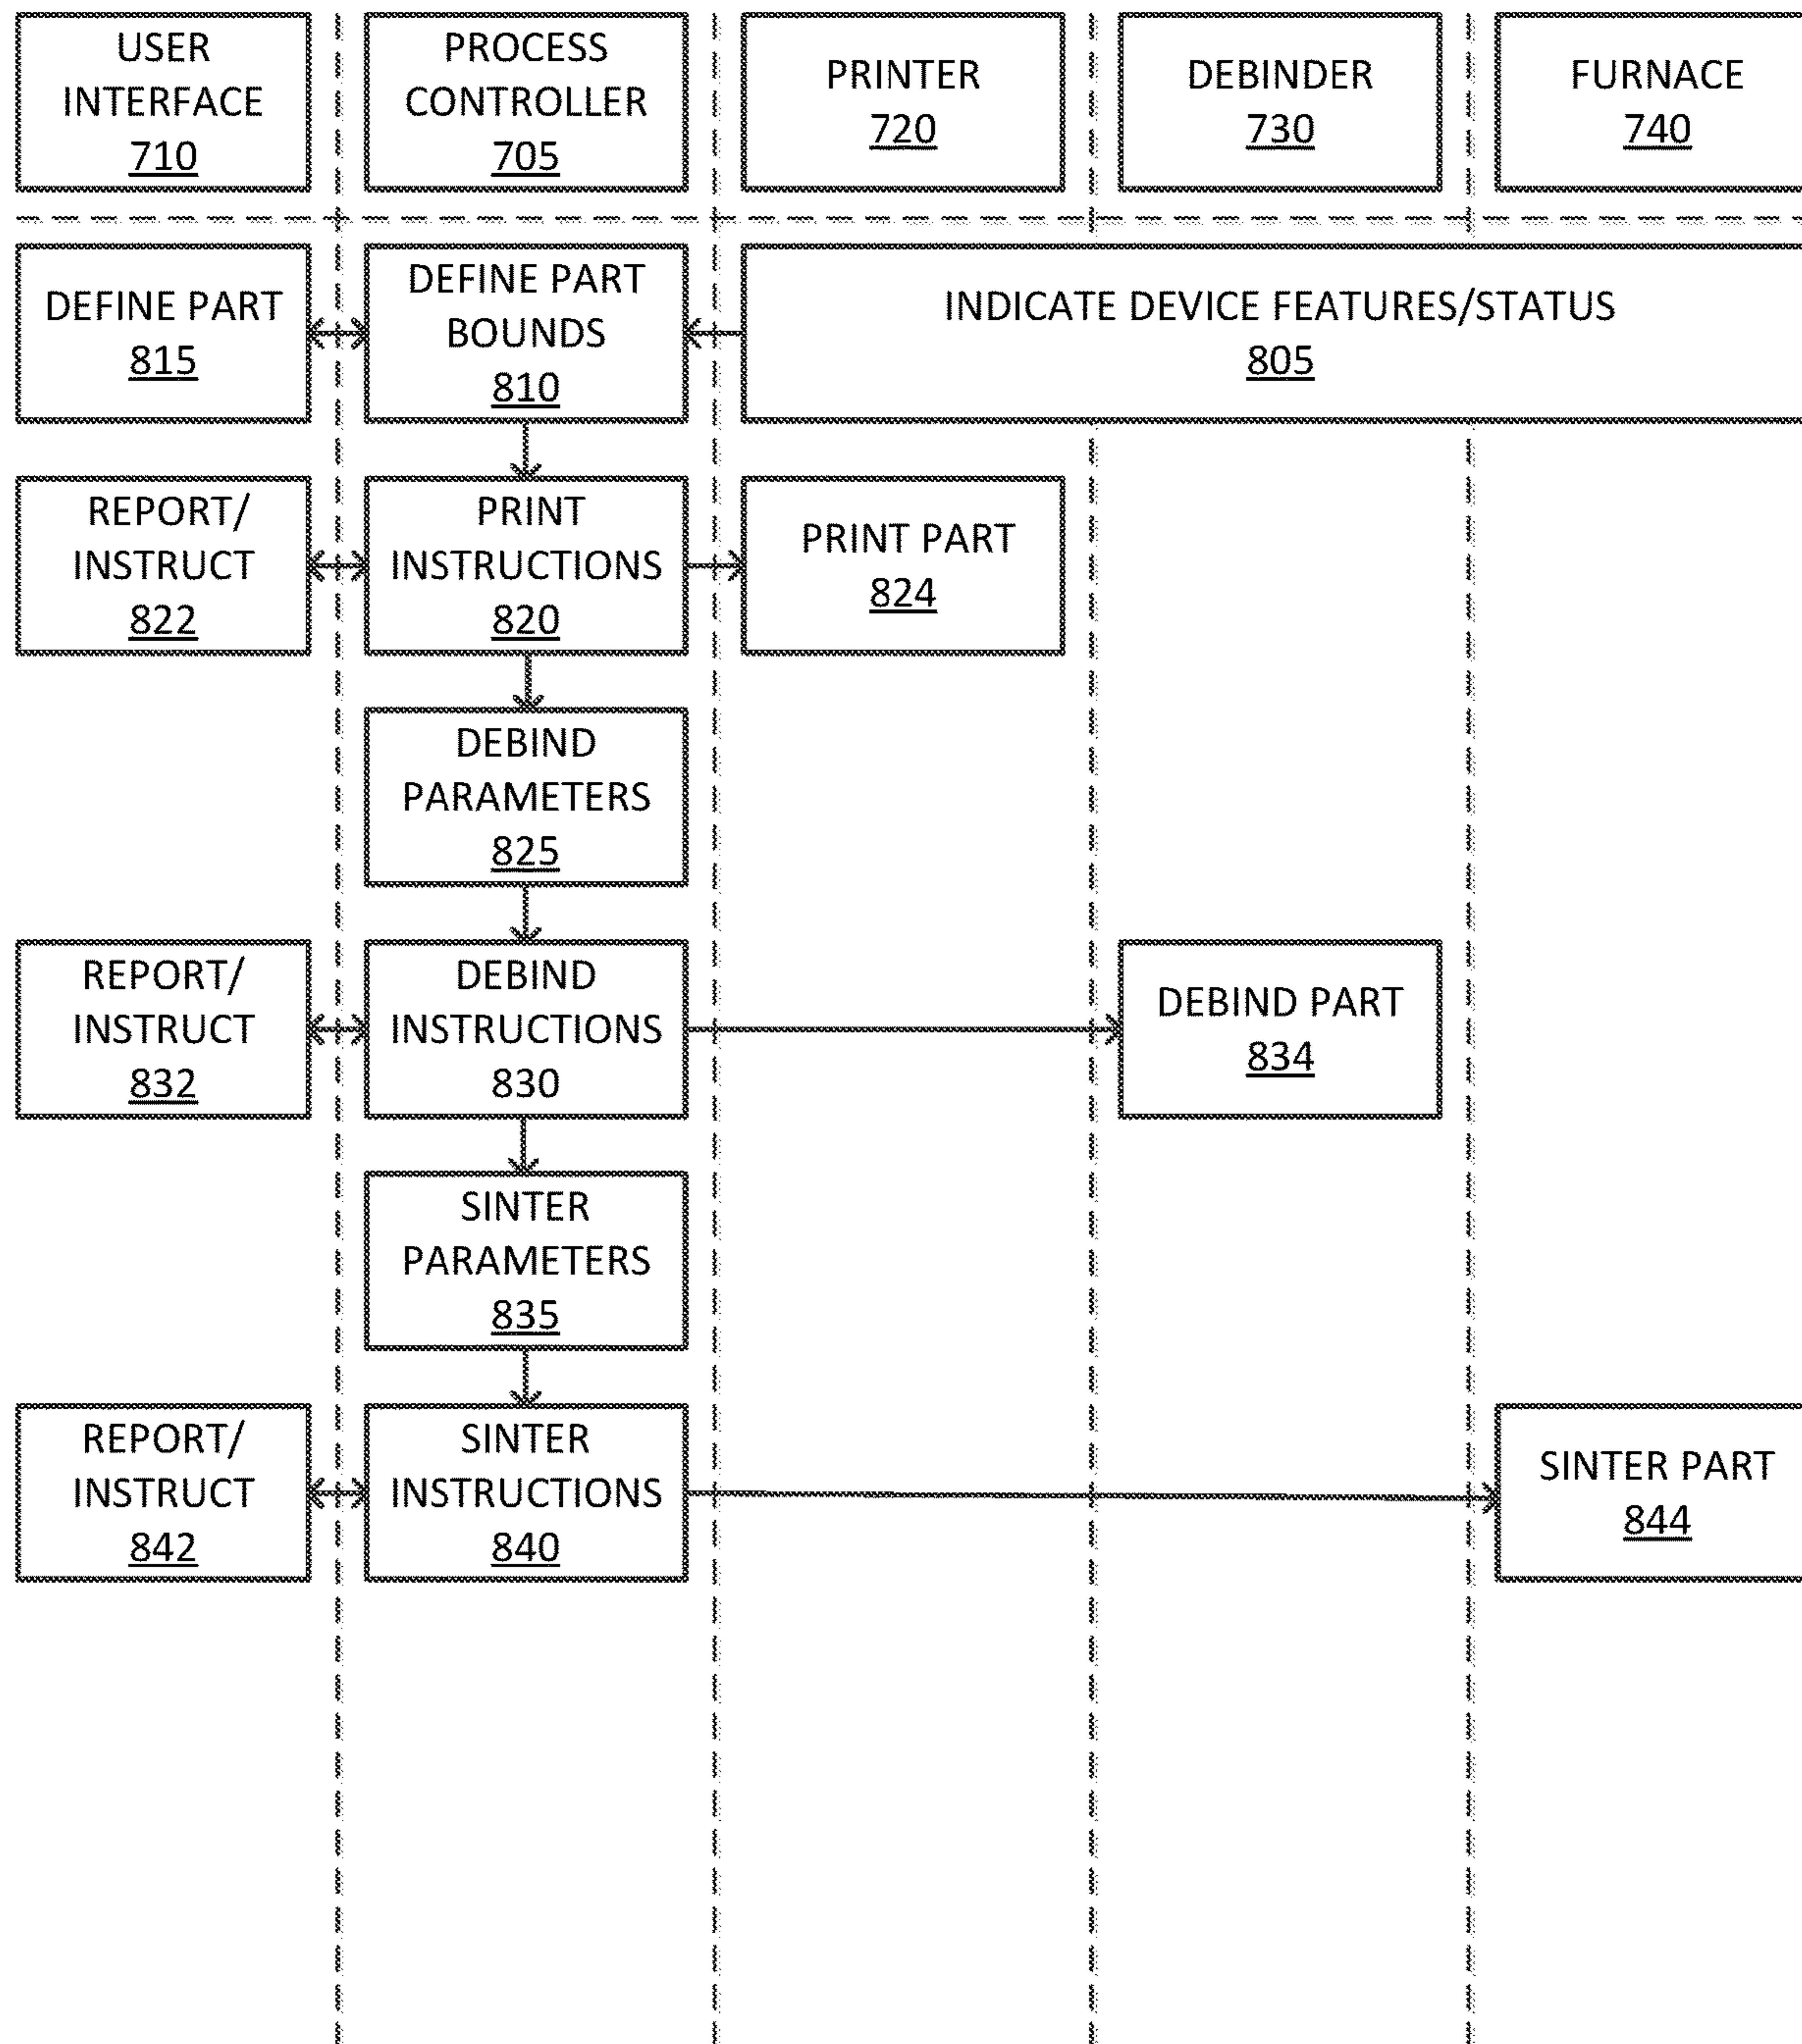 USER
INTERFACE
710
PROCESS
CONTROLLER
705
PRINTER
720
DEBINDER
730
FURNACE
740
DEFINE PART
815
DEFINE PART
BOUNDS
810
INDICATE DEVICE FEATURES/STATUS
805
REPORT/
INSTRUCT
822
PRINT
INSTRUCTIONS
820
PRINT PART
824
DEBIND
PARAMETERS
825
REPORT/
INSTRUCT
832
DEBIND
INSTRUCTIONS
830
DEBIND PART
834
SINTER
PARAMETERS
835
REPORT/
INSTRUCT
842
SINTER
INSTRUCTIONS
840
SINTER PART
844